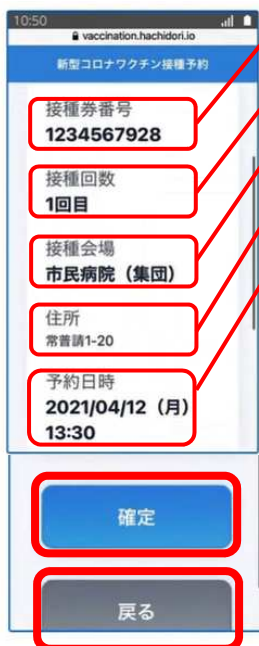 10:50
vaccination.hachidori.io
新型コロナワクチン接種予約
接種券番号
1234567928
接種回数
1回目
接種会場
市民病院（集団）
住所
常普請1-20
予約日時
2021/04/12（月）
13:30
確定
戻る